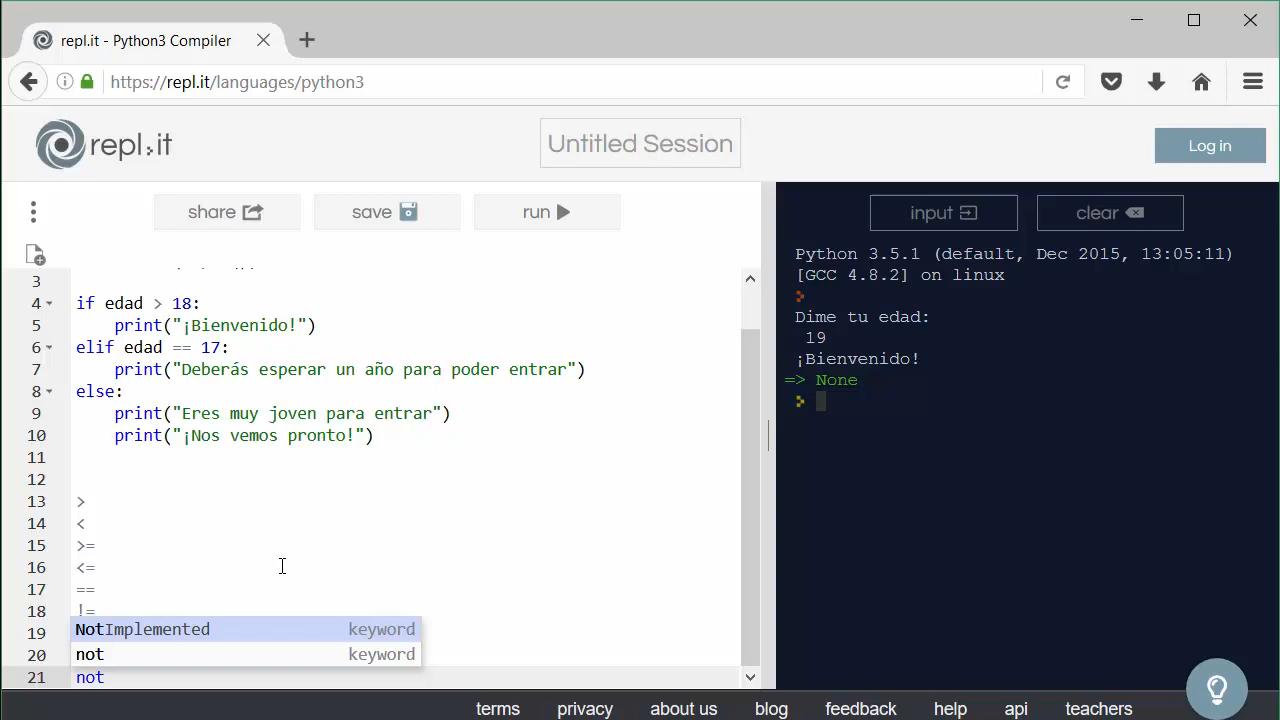 repl.it - Python3 Compiler
https://repl.it/languages/python3
repl.it
Untitled Session
Log in
share
save
run
input
clear
3
4 if edad > 18:
5 print("¡Bienvenido!")
6 elif edad == 17:
7 print("Deberás esperar un año para poder entrar")
8 else:
9 print("Eres muy joven para entrar")
10 print("¡Nos vemos pronto!")
11
12
13 >
14 <
15 >=
16 <=
17 ==
18 !=
19
20
21 not
NotImplemented keyword
not keyword
Python 3.5.1 (default, Dec 2015, 13:05:11)
[GCC 4.8.2] on linux
Dime tu edad:
19
¡Bienvenido!
=> None
terms privacy about us blog feedback help api teachers